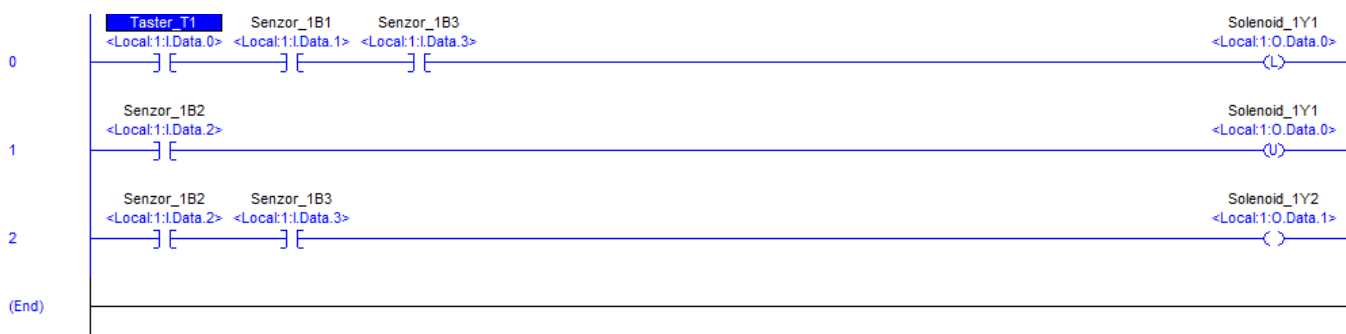 Taster_T1 Senzor_1B1 Senzor_1B3 Solenoid_1Y1
<Local:1:I.Data.0> <Local:1:I.Data.1> <Local:1:I.Data.3> <Local:1:O.Data.0>
0 L
Senzor_1B2 Solenoid_1Y1
<Local:1:I.Data.2> <Local:1:O.Data.0>
1 U
Senzor_1B2 Senzor_1B3 Solenoid_1Y2
<Local:1:I.Data.2> <Local:1:I.Data.3> <Local:1:O.Data.1>
2
(End)